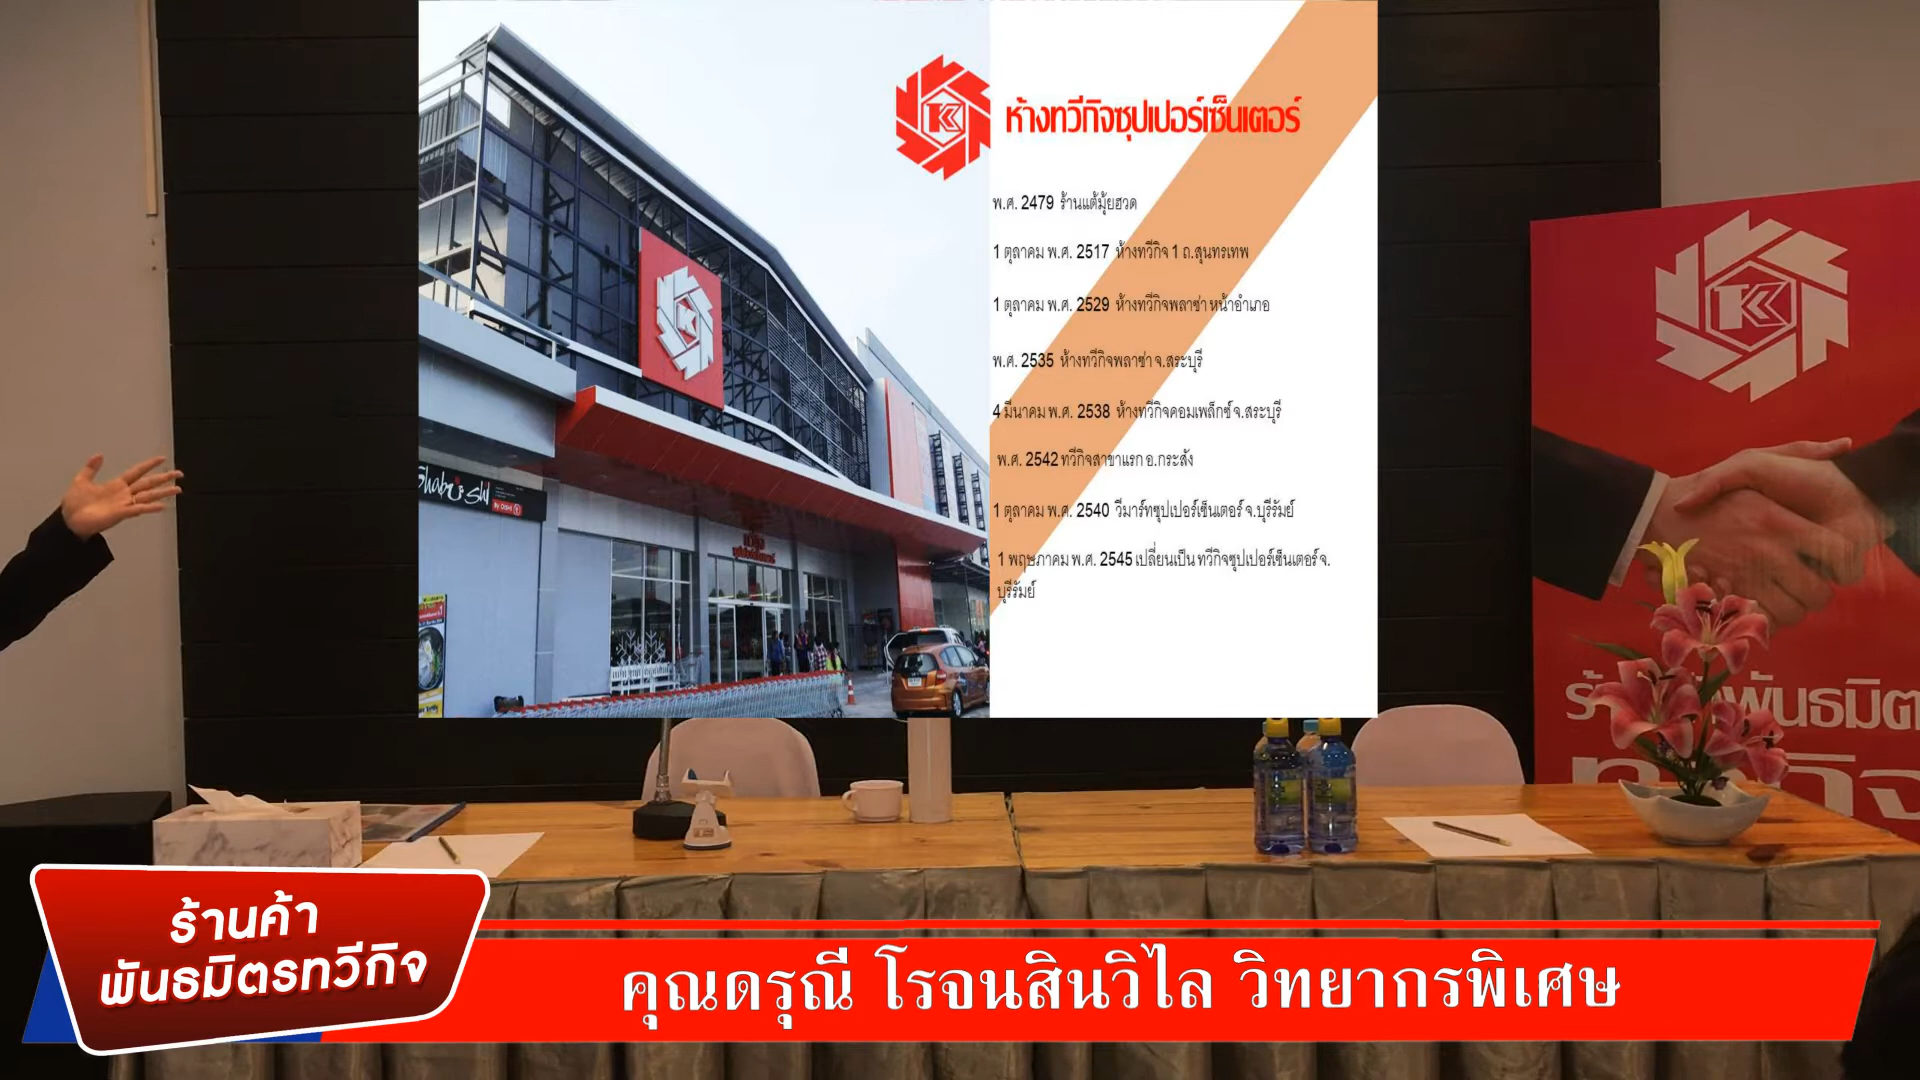 ห้างทวีกิจซุปเปอร์เซ็นเตอร์
พ.ศ. 2479 ร้านแต้มุ้ยฮวด
1 ตุลาคม พ.ศ. 2517 ห้างทวีกิจ 1 ถ.สุนทรเทพ
1 ตุลาคม พ.ศ. 2529 ห้างทวีกิจพลาซ่า หน้าอำเภอ
พ.ศ. 2535 ห้างทวีกิจพลาซ่า จ.สระบุรี
4 มีนาคม พ.ศ. 2538 ห้างทวีกิจคอมเพล็กซ์ จ.สระบุรี
พ.ศ. 2542 ทวีกิจสาขาแรก อ.กระสัง
1 ตุลาคม พ.ศ. 2540 วีมาร์ทซุปเปอร์เซ็นเตอร์ จ.บุรีรัมย์
1 พฤษภาคม พ.ศ. 2545 เปลี่ยนเป็น ทวีกิจซุปเปอร์เซ็นเตอร์ จ.
บุรีรัมย์
K
K
K
Shabushi
By OISHI
พันธมิต
ร้านค้า
พันธมิตรทวีกิจ
คุณดรุณี โรจนสินวิไล วิทยากรพิเศษ